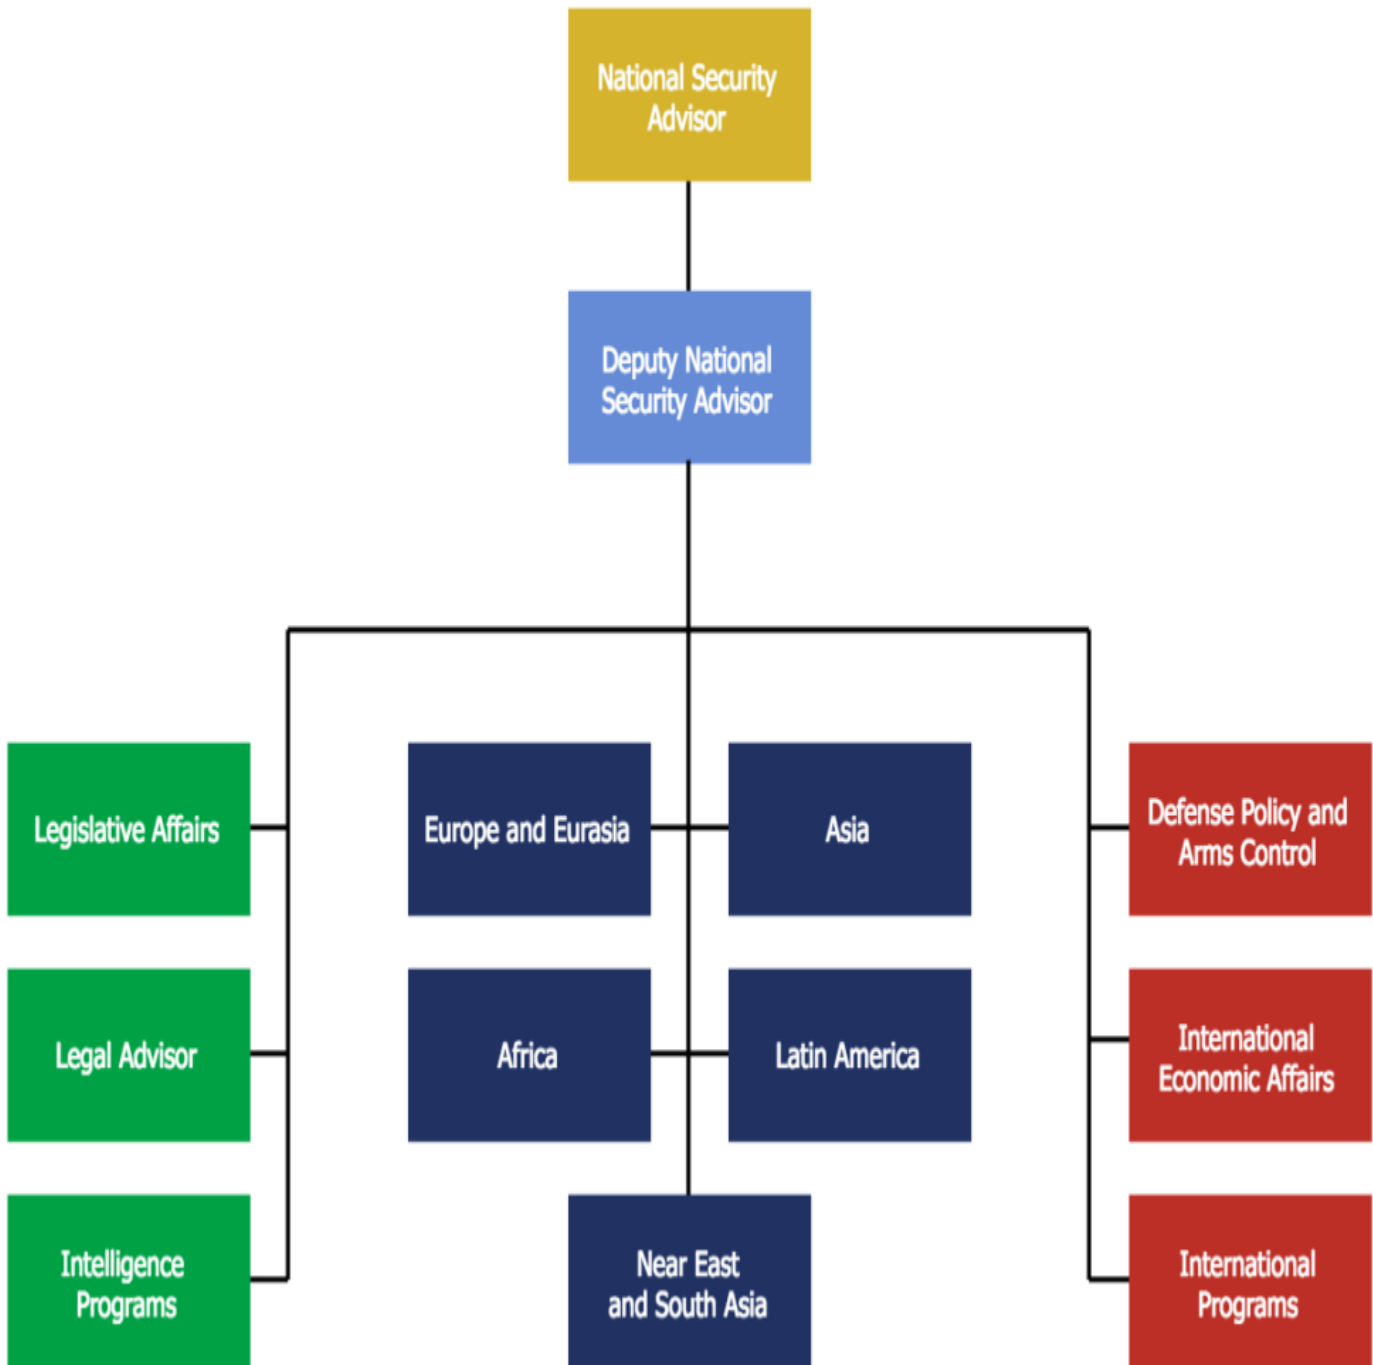 National Security
Advisor
Deputy National
Security Advisor
Legislative Affairs
Europe and Eurasia
Asia
Defense Policy and
Arms Control
Legal Advisor
Africa
Latin America
International
Economic Affairs
Intelligence
Programs
Near East
and South Asia
International
Programs